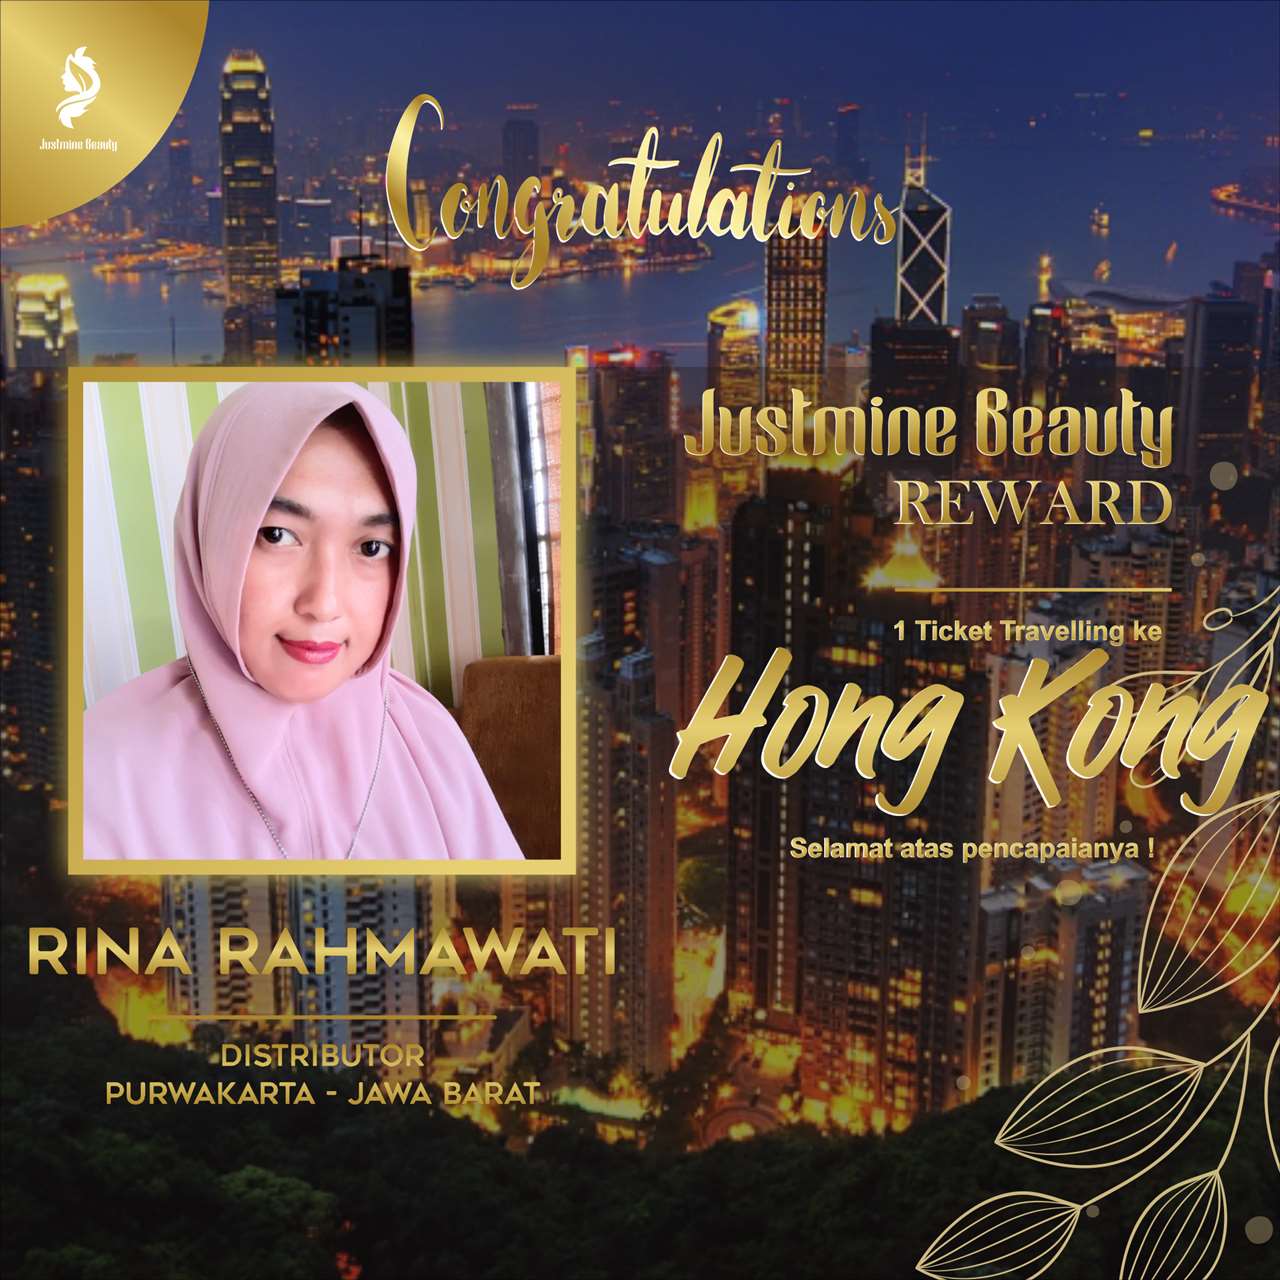 Justmine Beauty
Congratulations
Justmine Beauty
REWARD
1 Ticket Travelling ke
Hong Kong
Selamat atas pencapaianya !
RINA RAHMAWATI
DISTRIBUTOR
PURWAKARTA - JAWA BARAT